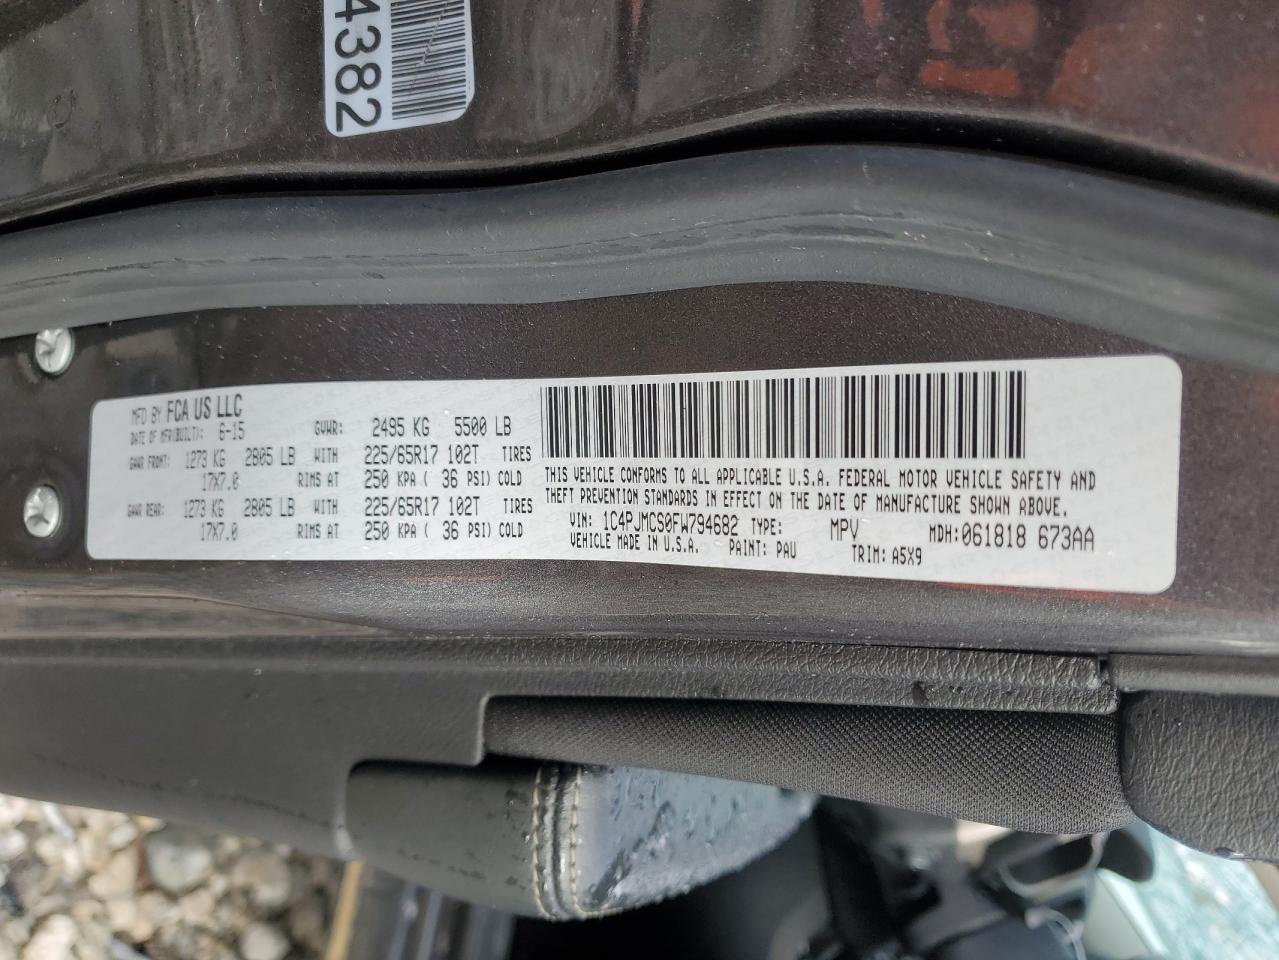 4382
MFD BY FCA US LLC
DATE OF MFR(BUILT): 6-15 GVWR: 2495 KG 5500 LB
GAWR FRONT: 1273 KG 2805 LB WITH 225/65R17 102T TIRES
17X7.0 RIMS AT 250 KPA ( 36 PSI) COLD
GAWR REAR: 1273 KG 2805 LB WITH 225/65R17 102T TIRES
17X7.0 RIMS AT 250 KPA ( 36 PSI) COLD
THIS VEHICLE CONFORMS TO ALL APPLICABLE U.S.A. FEDERAL MOTOR VEHICLE SAFETY AND
THEFT PREVENTION STANDARDS IN EFFECT ON THE DATE OF MANUFACTURE SHOWN ABOVE.
VIN: 1C4PJMCS0FW794682 TYPE: MPV MDH:061818 673AA
VEHICLE MADE IN U.S.A. PAINT: PAU TRIM: A5X9